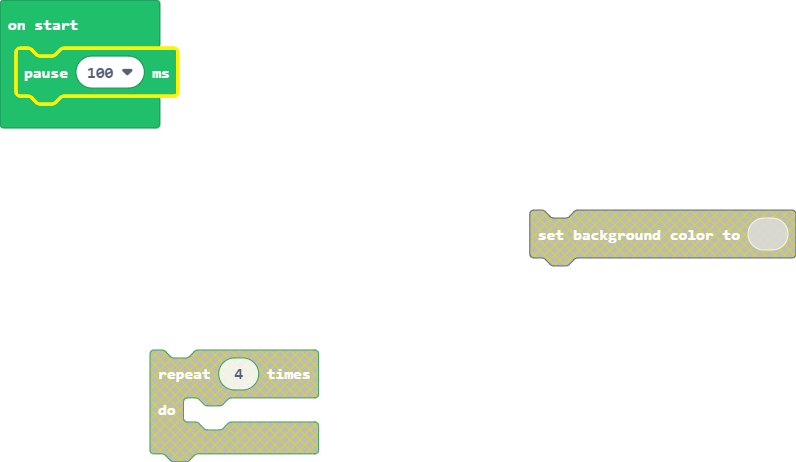 on start
pause 100 ms
set background color to
repeat 4 times
do